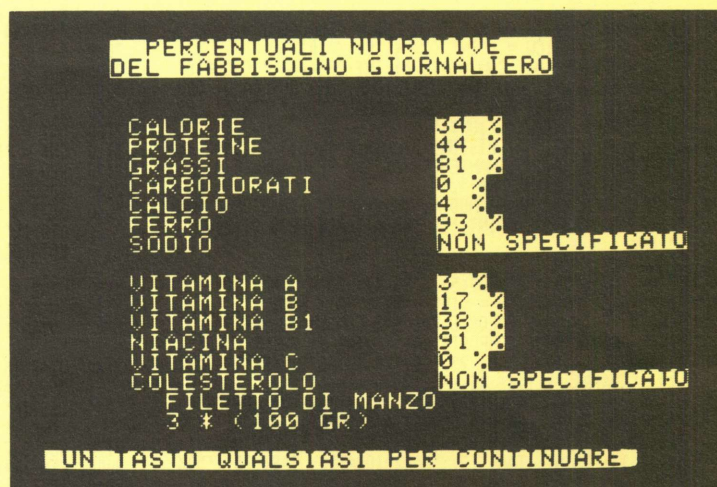 PERCENTUALI NUTRITIVE
DEL FABBISOGNO GIORNALIERO
CALORIE 34 %
PROTEINE 44 %
GRASSI 81 %
CARBOIDRATI 0 %
CALCIO 4 %
FERRO 93 %
SODIO NON SPECIFICATO
VITAMINA A 3 %
VITAMINA B 17 %
VITAMINA B1 38 %
NIACINA 91 %
VITAMINA C 0 %
COLESTEROLO NON SPECIFICATO
FILETTO DI MANZO
3 * (100 GR)
UN TASTO QUALSIASI PER CONTINUARE